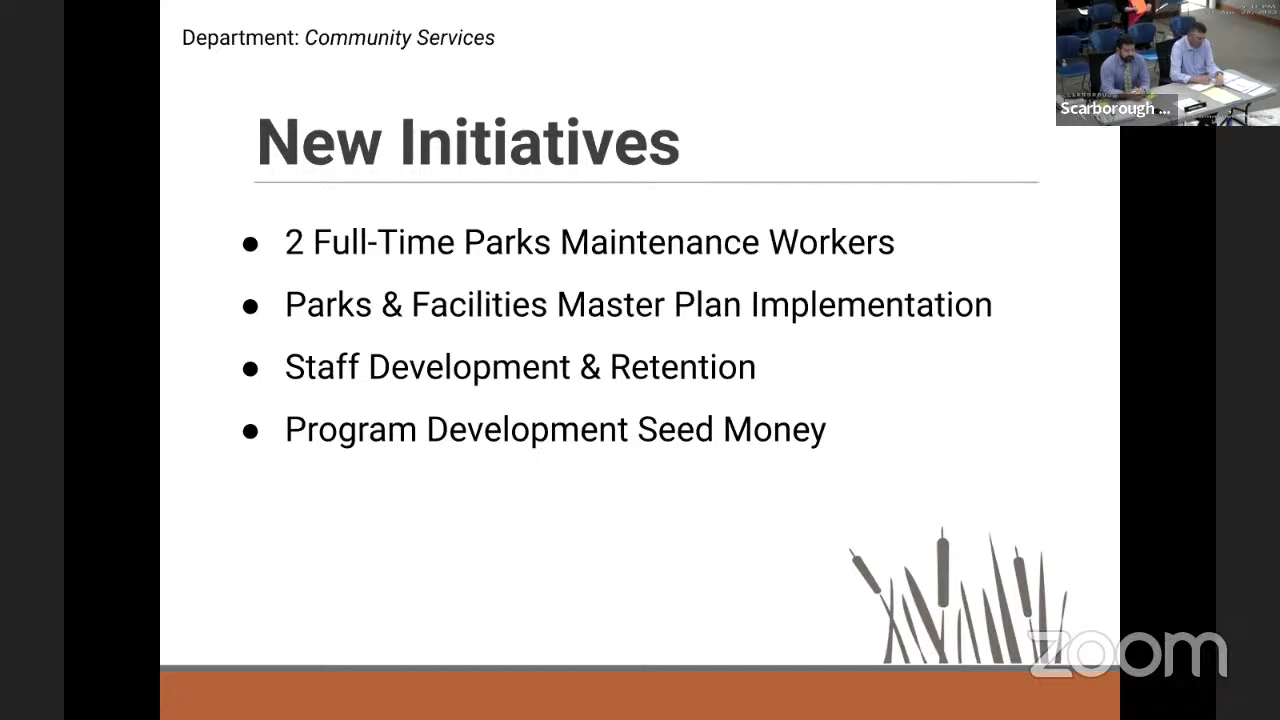 Department: Community Services
New Initiatives
● 2 Full-Time Parks Maintenance Workers
● Parks & Facilities Master Plan Implementation
● Staff Development & Retention
● Program Development Seed Money
Scarborough ...
zoom